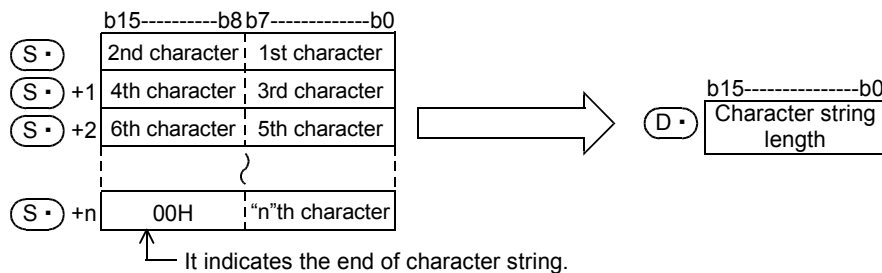 b15----------b8 b7-------------b0
S・ 2nd character 1st character
S・ +1 4th character 3rd character
S・ +2 6th character 5th character
S・ +n 00H "n"th character
It indicates the end of character string.
b15---------------b0
D・ Character string
length